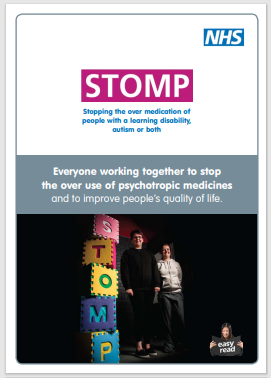 NHS
STOMP
Stopping the over medication of
people with a learning disability,
autism or both
Everyone working together to stop
the over use of psychotropic medicines
and to improve people's quality of life.
S
T
O
M
P
easy
read